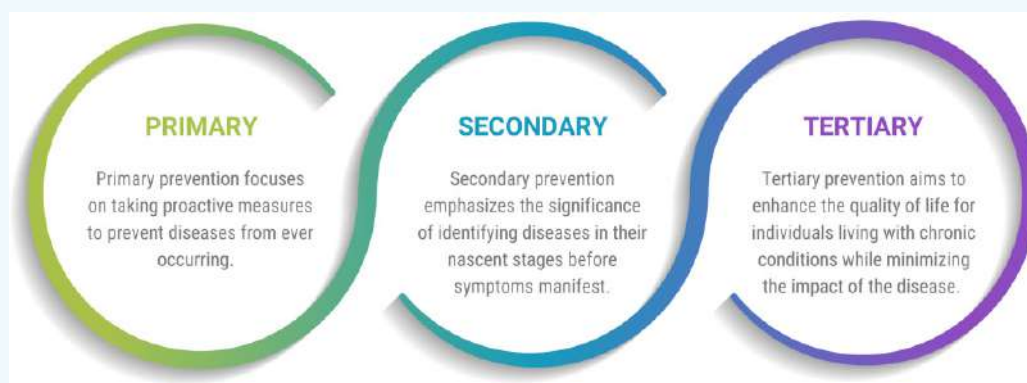 PRIMARY
Primary prevention focuses
on taking proactive measures
to prevent diseases from ever
occurring.
SECONDARY
Secondary prevention
emphasizes the significance
of identifying diseases in their
nascent stages before
symptoms manifest.
TERTIARY
Tertiary prevention aims to
enhance the quality of life for
individuals living with chronic
conditions while minimizing
the impact of the disease.